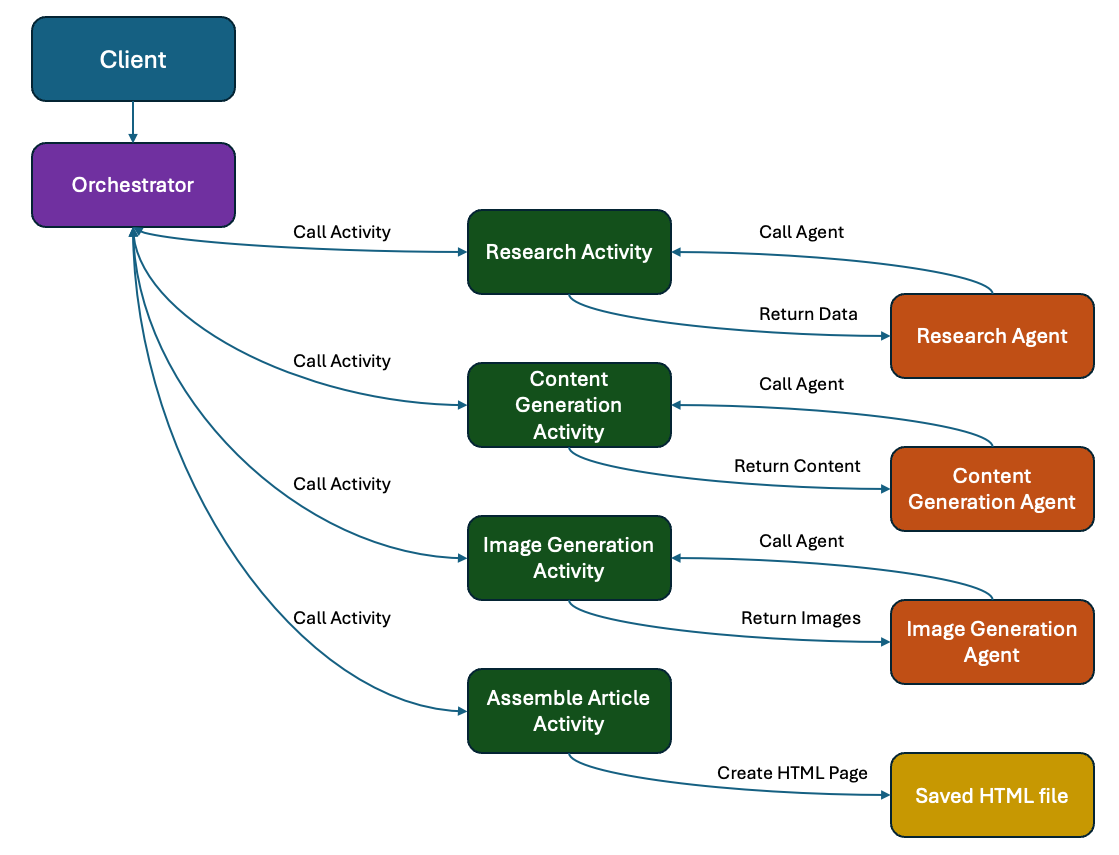 Client
Orchestrator
Call Activity
Research Activity
Call Agent
Return Data
Research Agent
Call Activity
Content
Generation
Activity
Call Agent
Return Content
Content
Generation Agent
Call Activity
Image Generation
Activity
Call Agent
Return Images
Image Generation
Agent
Call Activity
Assemble Article
Activity
Create HTML Page
Saved HTML file